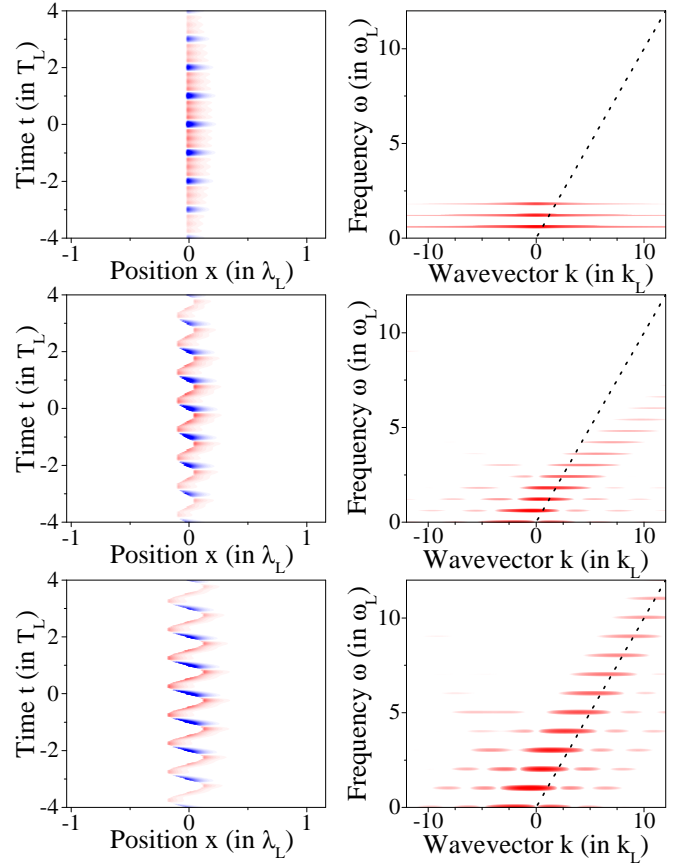 4
2
0
-2
-4
Time t (in T_L)
-1 0 1
Position x (in λ_L)
10
5
0
Frequency ω (in ω_L)
-10 0 10
Wavevector k (in k_L)
4
2
0
-2
-4
Time t (in T_L)
-1 0 1
Position x (in λ_L)
10
5
0
Frequency ω (in ω_L)
-10 0 10
Wavevector k (in k_L)
4
2
0
-2
-4
Time t (in T_L)
-1 0 1
Position x (in λ_L)
10
5
0
Frequency ω (in ω_L)
-10 0 10
Wavevector k (in k_L)